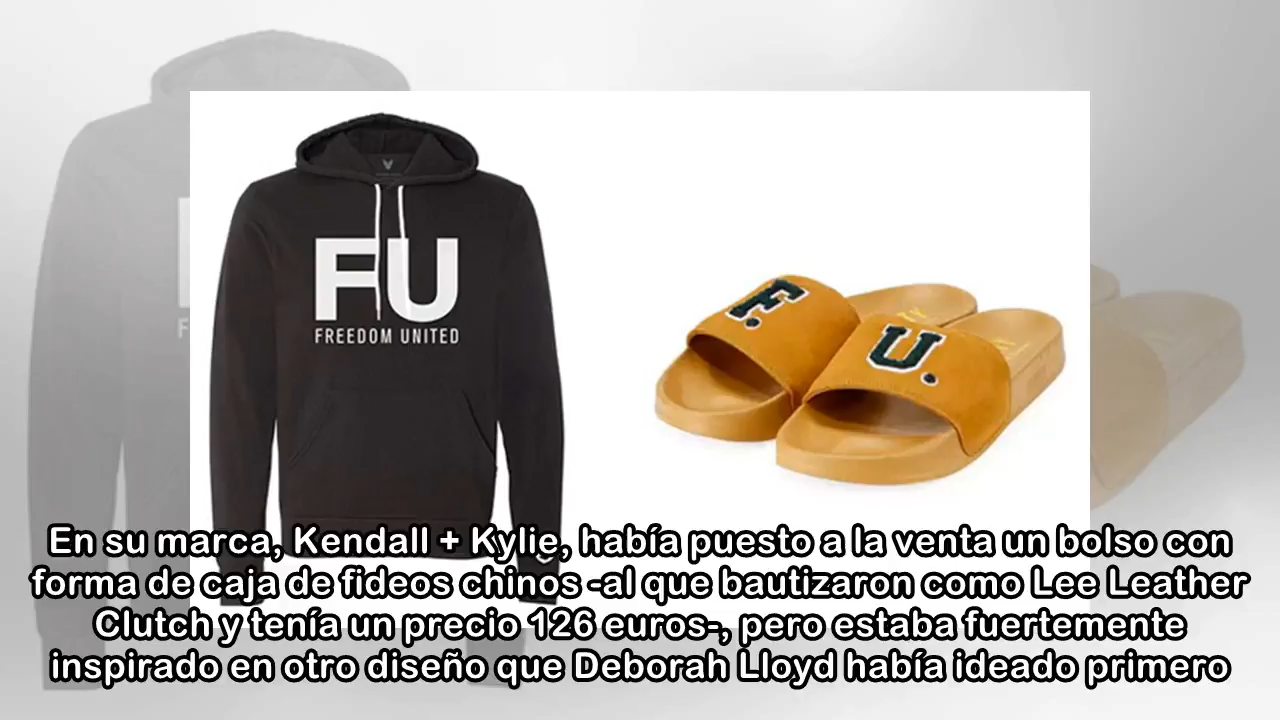 FU
FREEDOM UNITED
F.
U.
En su marca, Kendall + Kylie, había puesto a la venta un bolso con
forma de caja de fideos chinos -al que bautizaron como Lee Leather
Clutch y tenía un precio 126 euros-, pero estaba fuertemente
inspirado en otro diseño que Deborah Lloyd había ideado primero